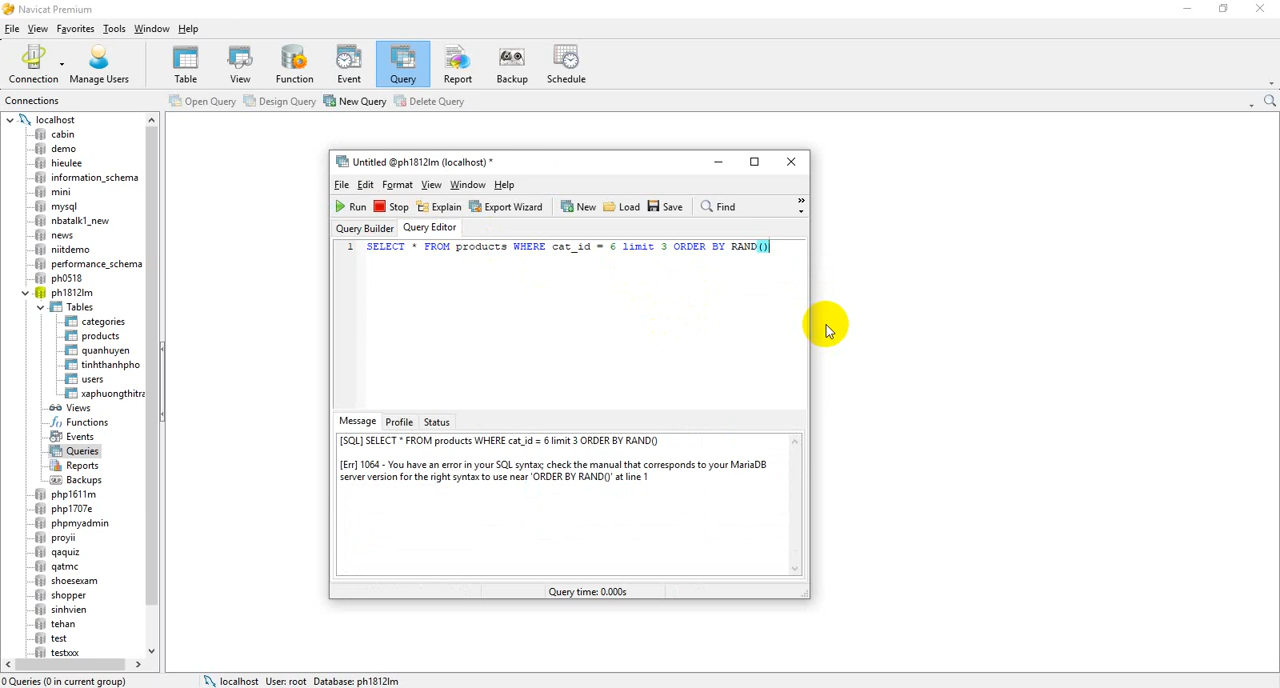 Navicat Premium
File View Favorites Tools Window Help
Connection Manage Users Table View Function Event Query Report Backup Schedule
Connections Open Query Design Query New Query Delete Query
localhost
cabin
demo
hieulee
information_schema
mini
mysql
nbatalk1_new
news
niitdemo
performance_schema
ph0518
ph1812lm
Tables
categories
products
quanhuyen
tinhthanhpho
users
xaphuongthitra
Views
Functions
Events
Queries
Reports
Backups
php1611m
php1707e
phpmyadmin
proyii
qaquiz
qatmc
shoesexam
shopper
sinhvien
tehan
test
testxxx
Untitled @ph1812lm (localhost) *
File Edit Format View Window Help
Run Stop Explain Export Wizard New Load Save Find
Query Builder Query Editor
1 SELECT * FROM products WHERE cat_id = 6 limit 3 ORDER BY RAND()
Message Profile Status
[SQL] SELECT * FROM products WHERE cat_id = 6 limit 3 ORDER BY RAND()
[Err] 1064 - You have an error in your SQL syntax; check the manual that corresponds to your MariaDB
server version for the right syntax to use near 'ORDER BY RAND()' at line 1
Query time: 0.000s
0 Queries (0 in current group) localhost User: root Database: ph1812lm